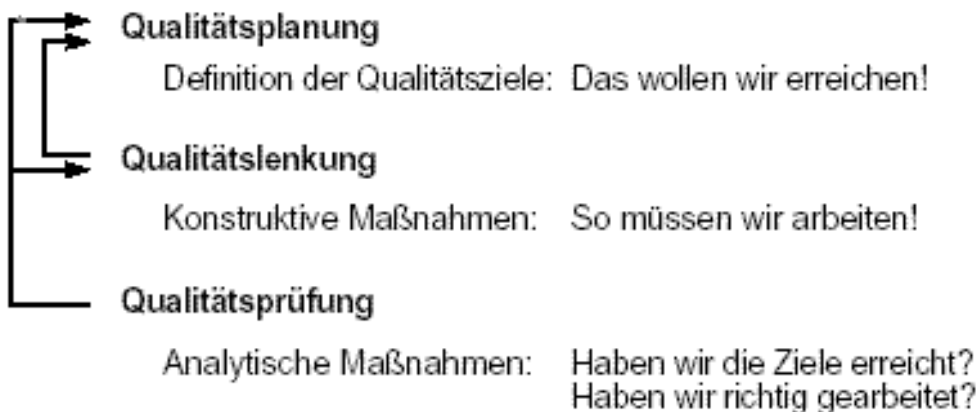 Qualitätsplanung
Definition der Qualitätsziele: Das wollen wir erreichen!
Qualitätslenkung
Konstruktive Maßnahmen: So müssen wir arbeiten!
Qualitätsprüfung
Analytische Maßnahmen: Haben wir die Ziele erreicht?
Haben wir richtig gearbeitet?